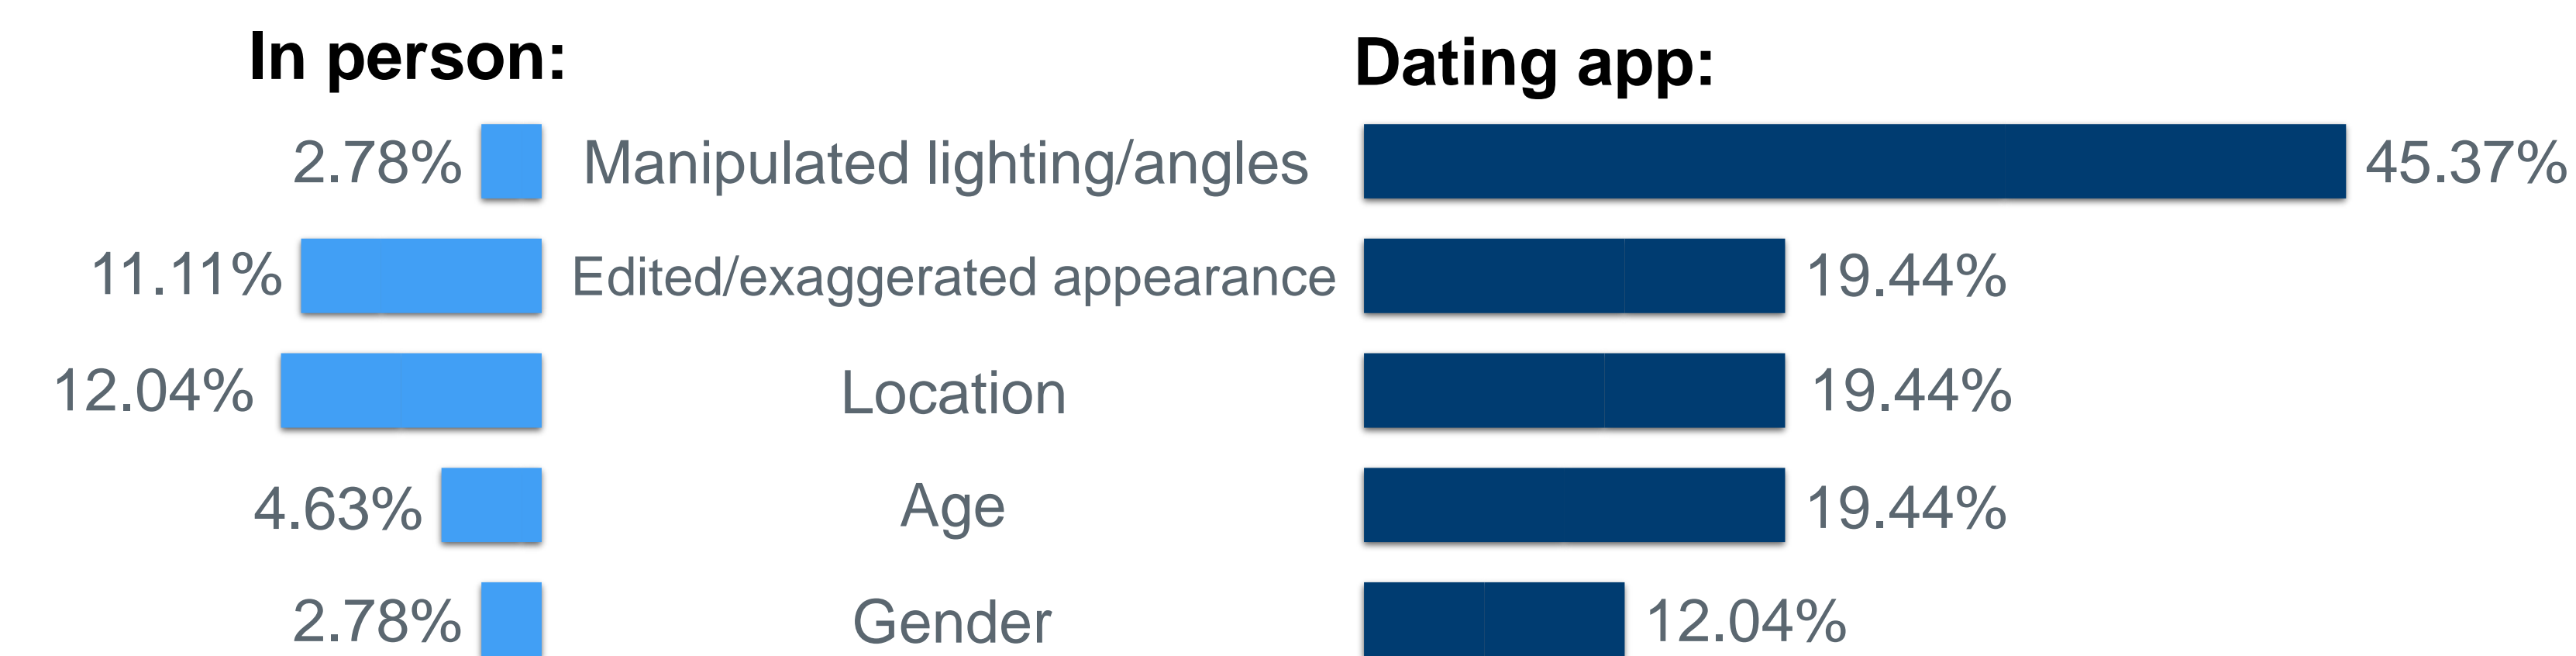 In person: Dating app:
2.78% Manipulated lighting/angles 45.37%
11.11% Edited/exaggerated appearance 19.44%
12.04% Location 19.44%
4.63% Age 19.44%
2.78% Gender 12.04%